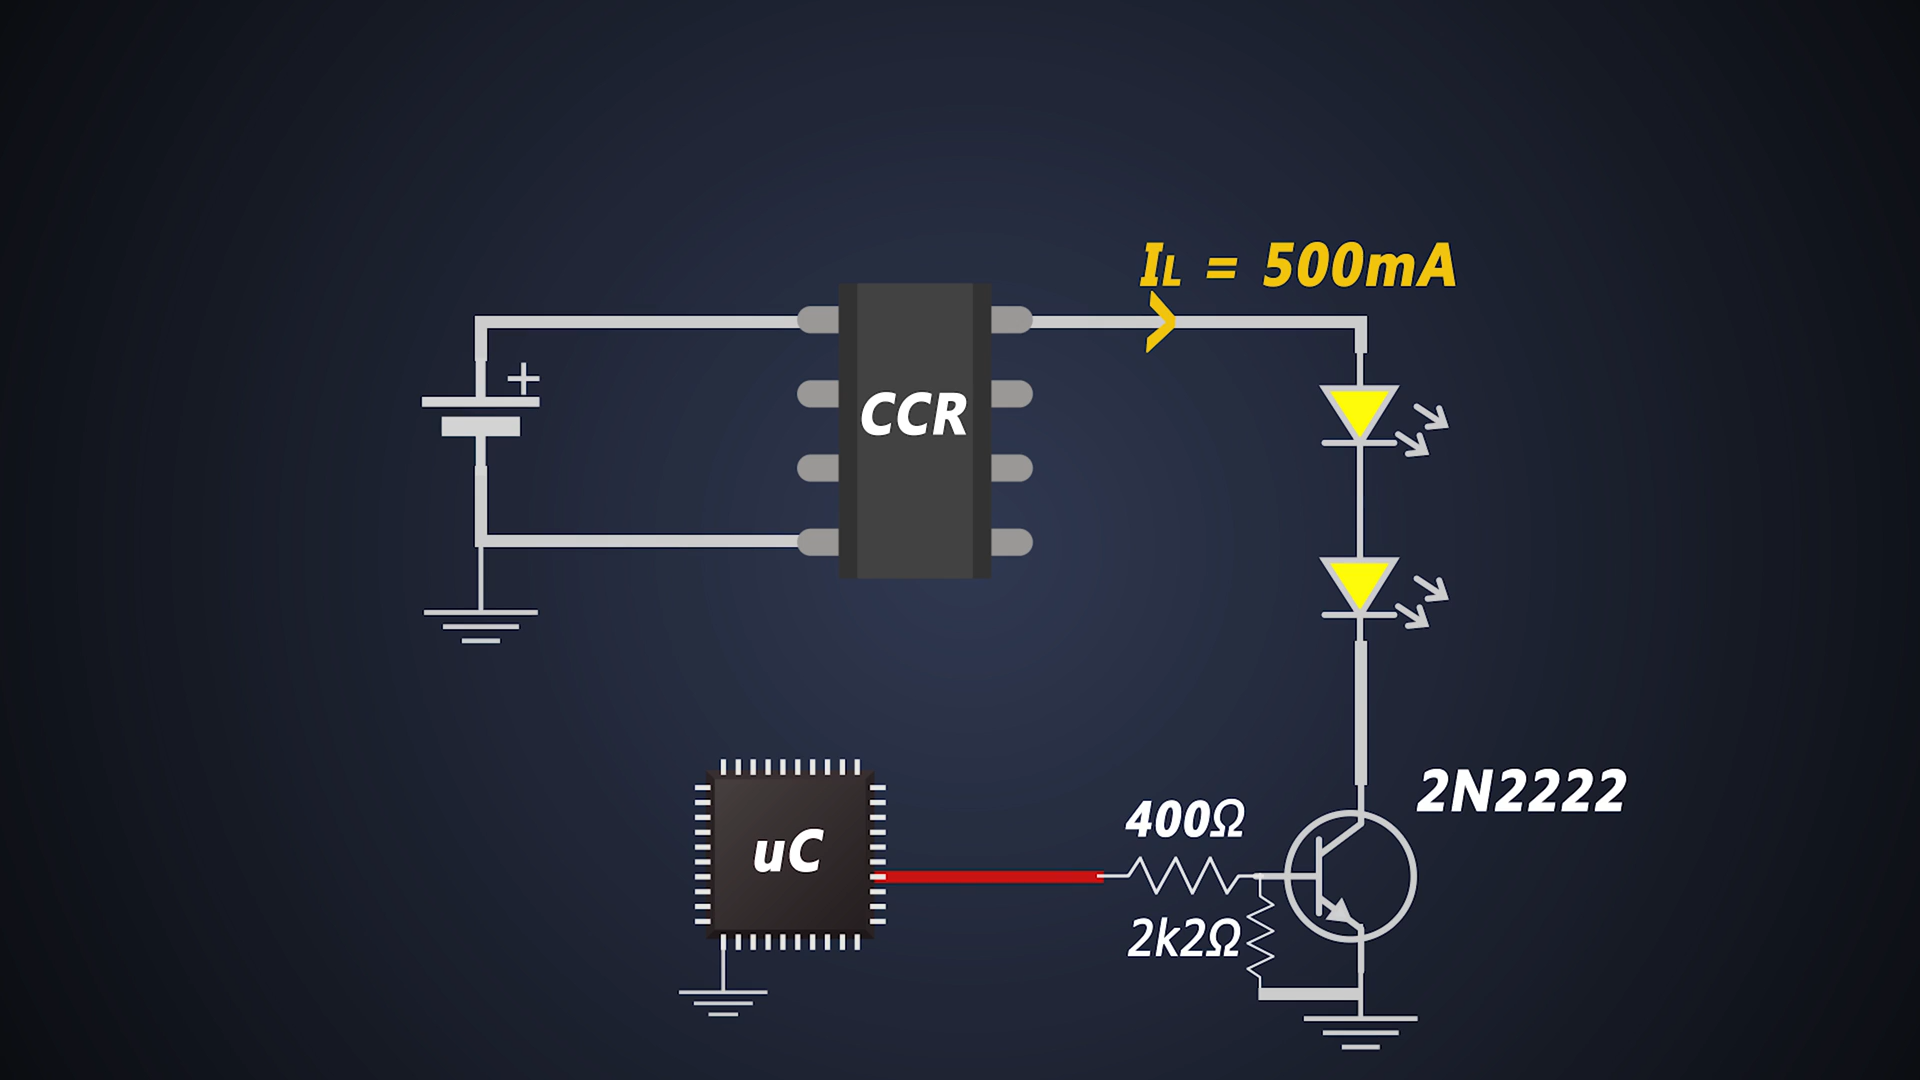 IL = 500mA
+
CCR
2N2222
400Ω
uC
2k2Ω